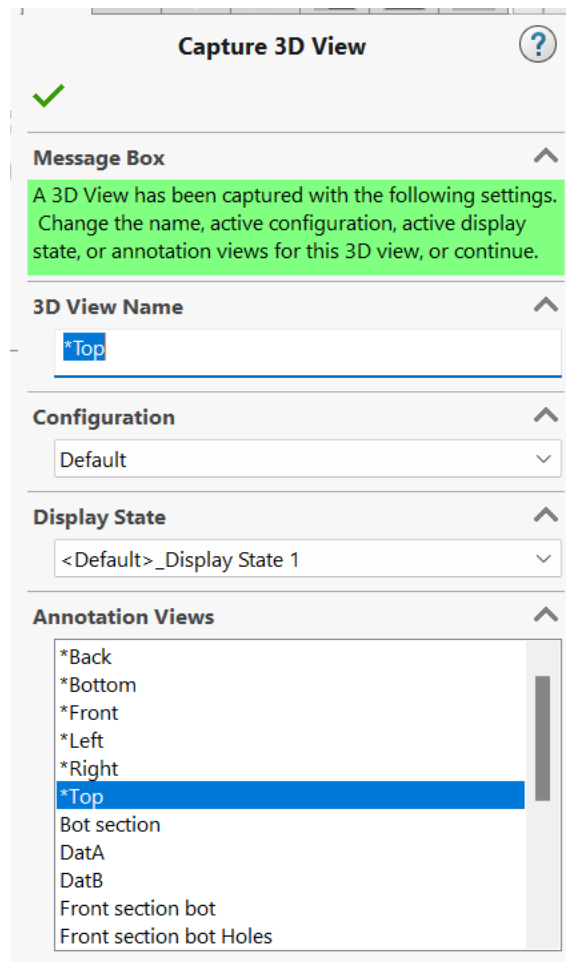 Capture 3D View
?
Message Box
A 3D View has been captured with the following settings.
Change the name, active configuration, active display
state, or annotation views for this 3D view, or continue.
3D View Name
*Top
Configuration
Default
Display State
<Default>_Display State 1
Annotation Views
*Back
*Bottom
*Front
*Left
*Right
*Top
Bot section
DatA
DatB
Front section bot
Front section bot Holes